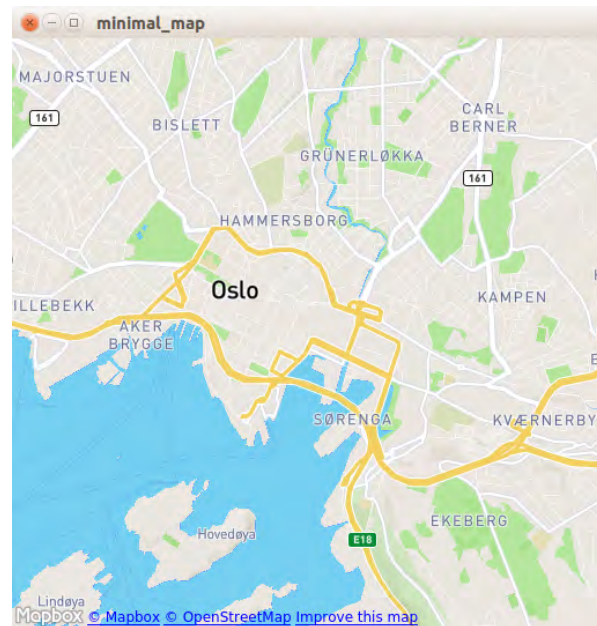 minimal_map
MAJORSTUEN
161
BISLETT
CARL
BERNER
GRÜNERLØKKA
161
HAMMERSBORG
Oslo
ILLEBEKK
KAMPEN
AKER
BRYGGE
SØRENGA
KVÆRNERBY
EKEBERG
Hovedøya
E18
Lindøya
Mapbox © Mapbox © OpenStreetMap Improve this map